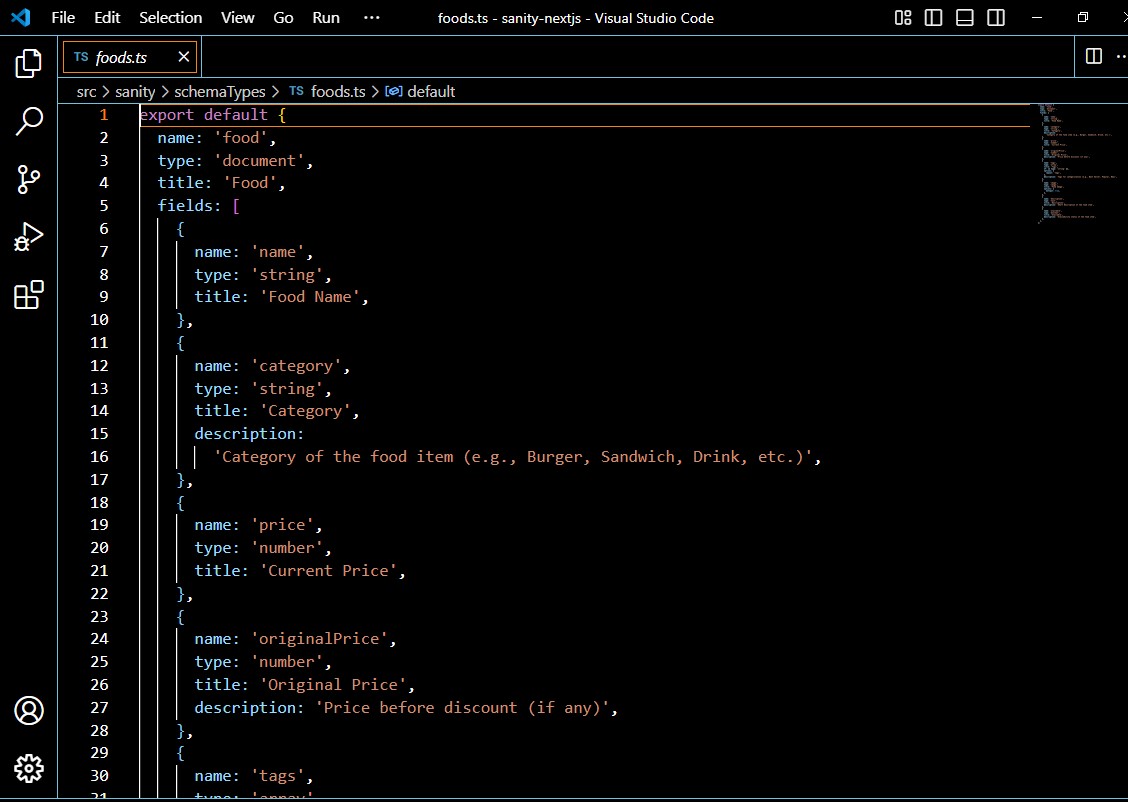 File Edit Selection View Go Run ··· foods.ts - sanity-nextjs - Visual Studio Code
TS foods.ts
src > sanity > schemaTypes > TS foods.ts > default
1 export default {
2 name: 'food',
3 type: 'document',
4 title: 'Food',
5 fields: [
6 {
7 name: 'name',
8 type: 'string',
9 title: 'Food Name',
10 },
11 {
12 name: 'category',
13 type: 'string',
14 title: 'Category',
15 description:
16 'Category of the food item (e.g., Burger, Sandwich, Drink, etc.)',
17 },
18 {
19 name: 'price',
20 type: 'number',
21 title: 'Current Price',
22 },
23 {
24 name: 'originalPrice',
25 type: 'number',
26 title: 'Original Price',
27 description: 'Price before discount (if any)',
28 },
29 {
30 name: 'tags',
31 type: 'array',